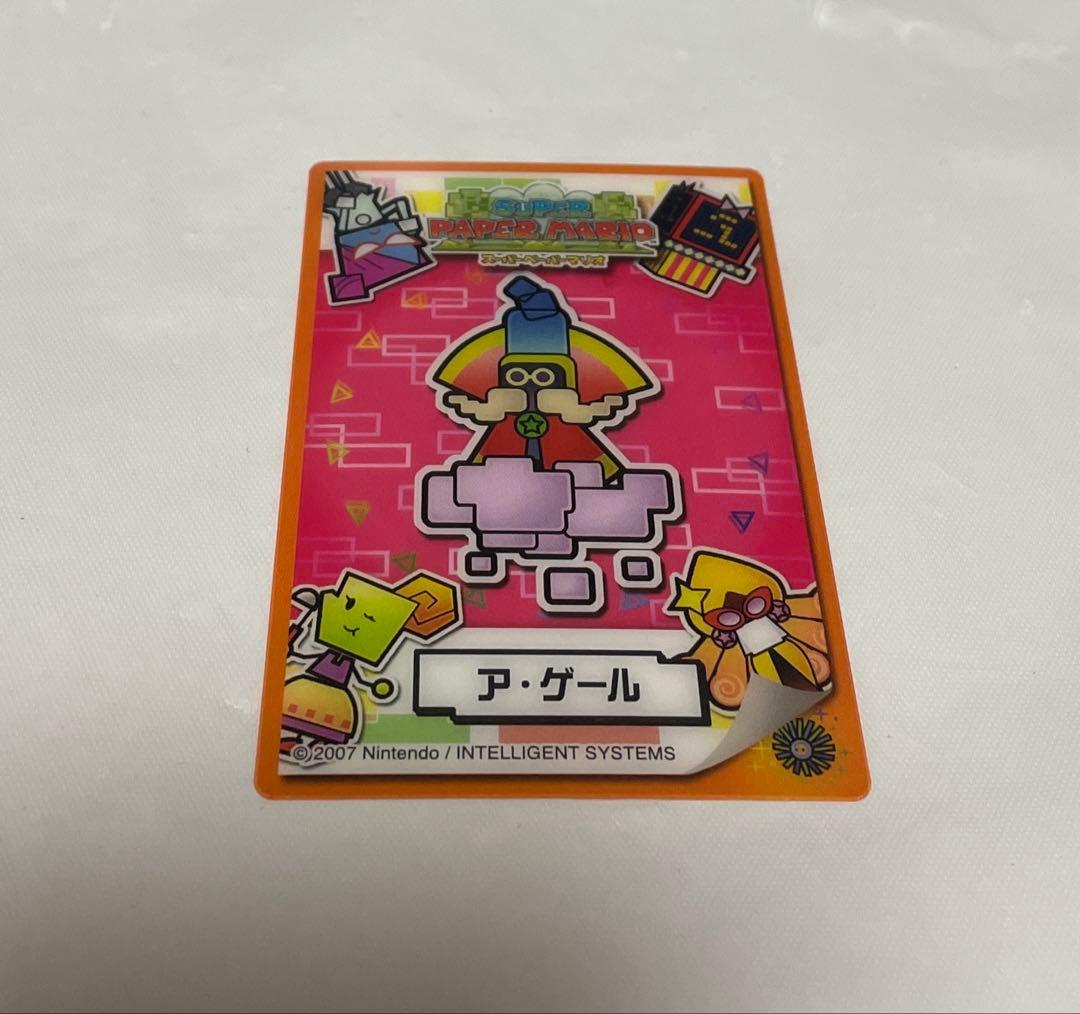 SUPER
PAPER MARIO
スーパーペーパーマリオ
ア・ゲール
©2007 Nintendo / INTELLIGENT SYSTEMS